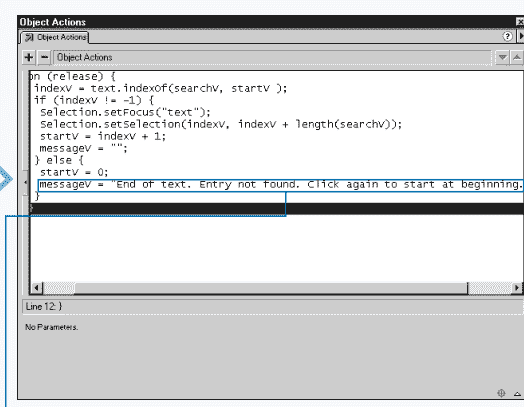 Object Actions
Object Actions
Object Actions
on (release) {
indexV = text.indexOf(searchV, startV );
if (indexV != -1) {
Selection.setFocus("text");
Selection.setSelection(indexV, indexV + length(searchV));
startV = indexV + 1;
messageV = "";
} else {
startV = 0;
messageV = "End of text. Entry not found. Click again to start at beginning.
}
}
Line 12: }
No Parameters.